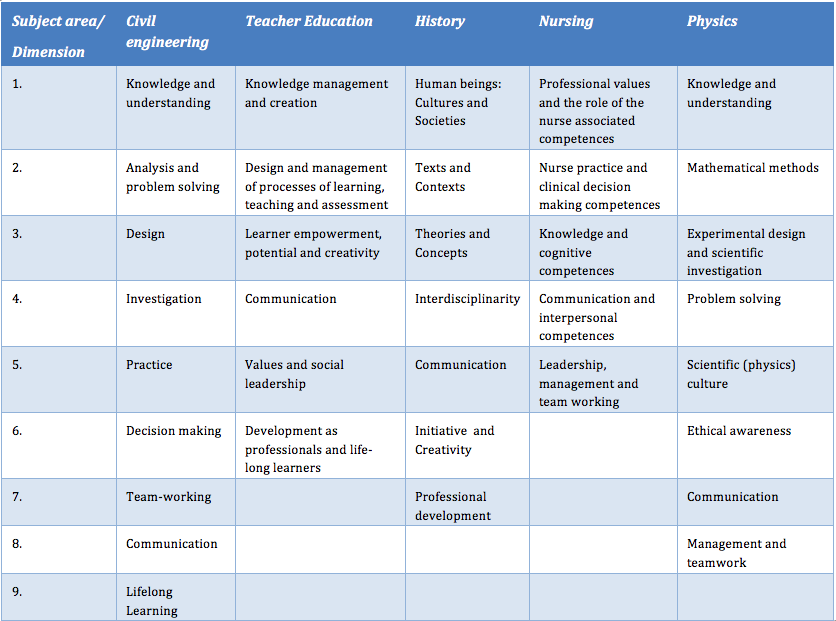 Subject area/ Dimension | Civil engineering | Teacher Education | History | Nursing | Physics
1. | Knowledge and understanding | Knowledge management and creation | Human beings: Cultures and Societies | Professional values and the role of the nurse associated competences | Knowledge and understanding
2. | Analysis and problem solving | Design and management of processes of learning, teaching and assessment | Texts and Contexts | Nurse practice and clinical decision making competences | Mathematical methods
3. | Design | Learner empowerment, potential and creativity | Theories and Concepts | Knowledge and cognitive competences | Experimental design and scientific investigation
4. | Investigation | Communication | Interdisciplinarity | Communication and interpersonal competences | Problem solving
5. | Practice | Values and social leadership | Communication | Leadership, management and team working | Scientific (physics) culture
6. | Decision making | Development as professionals and life-long learners | Initiative and Creativity | | Ethical awareness
7. | Team-working | | Professional development | | Communication
8. | Communication | | | | Management and teamwork
9. | Lifelong Learning | | | |